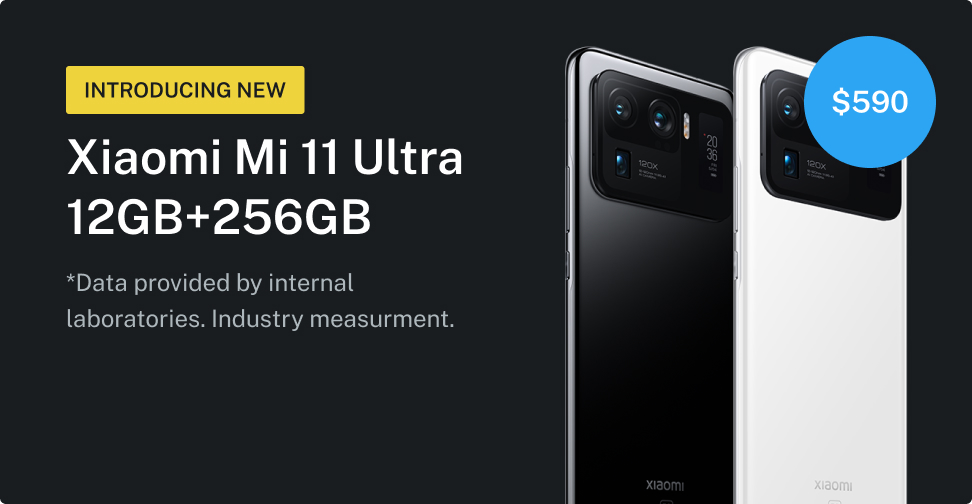 INTRODUCING NEW
Xiaomi Mi 11 Ultra
12GB+256GB
*Data provided by internal
laboratories. Industry measurment.
$590
20
36
120X
120X
xiaomi
xiaomi